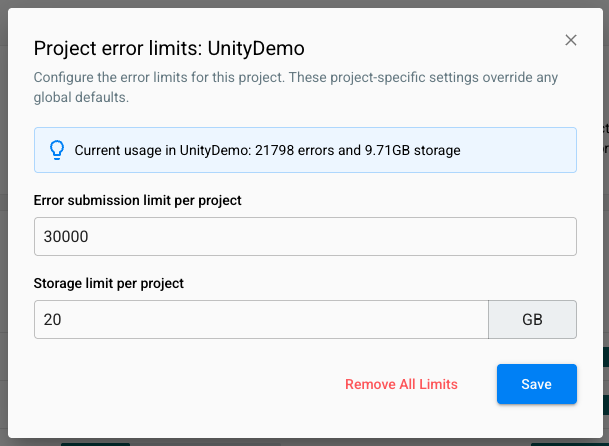 Project error limits: UnityDemo
Configure the error limits for this project. These project-specific settings override any
global defaults.
Current usage in UnityDemo: 21798 errors and 9.71GB storage
Error submission limit per project
30000
Storage limit per project
20 GB
Remove All Limits Save